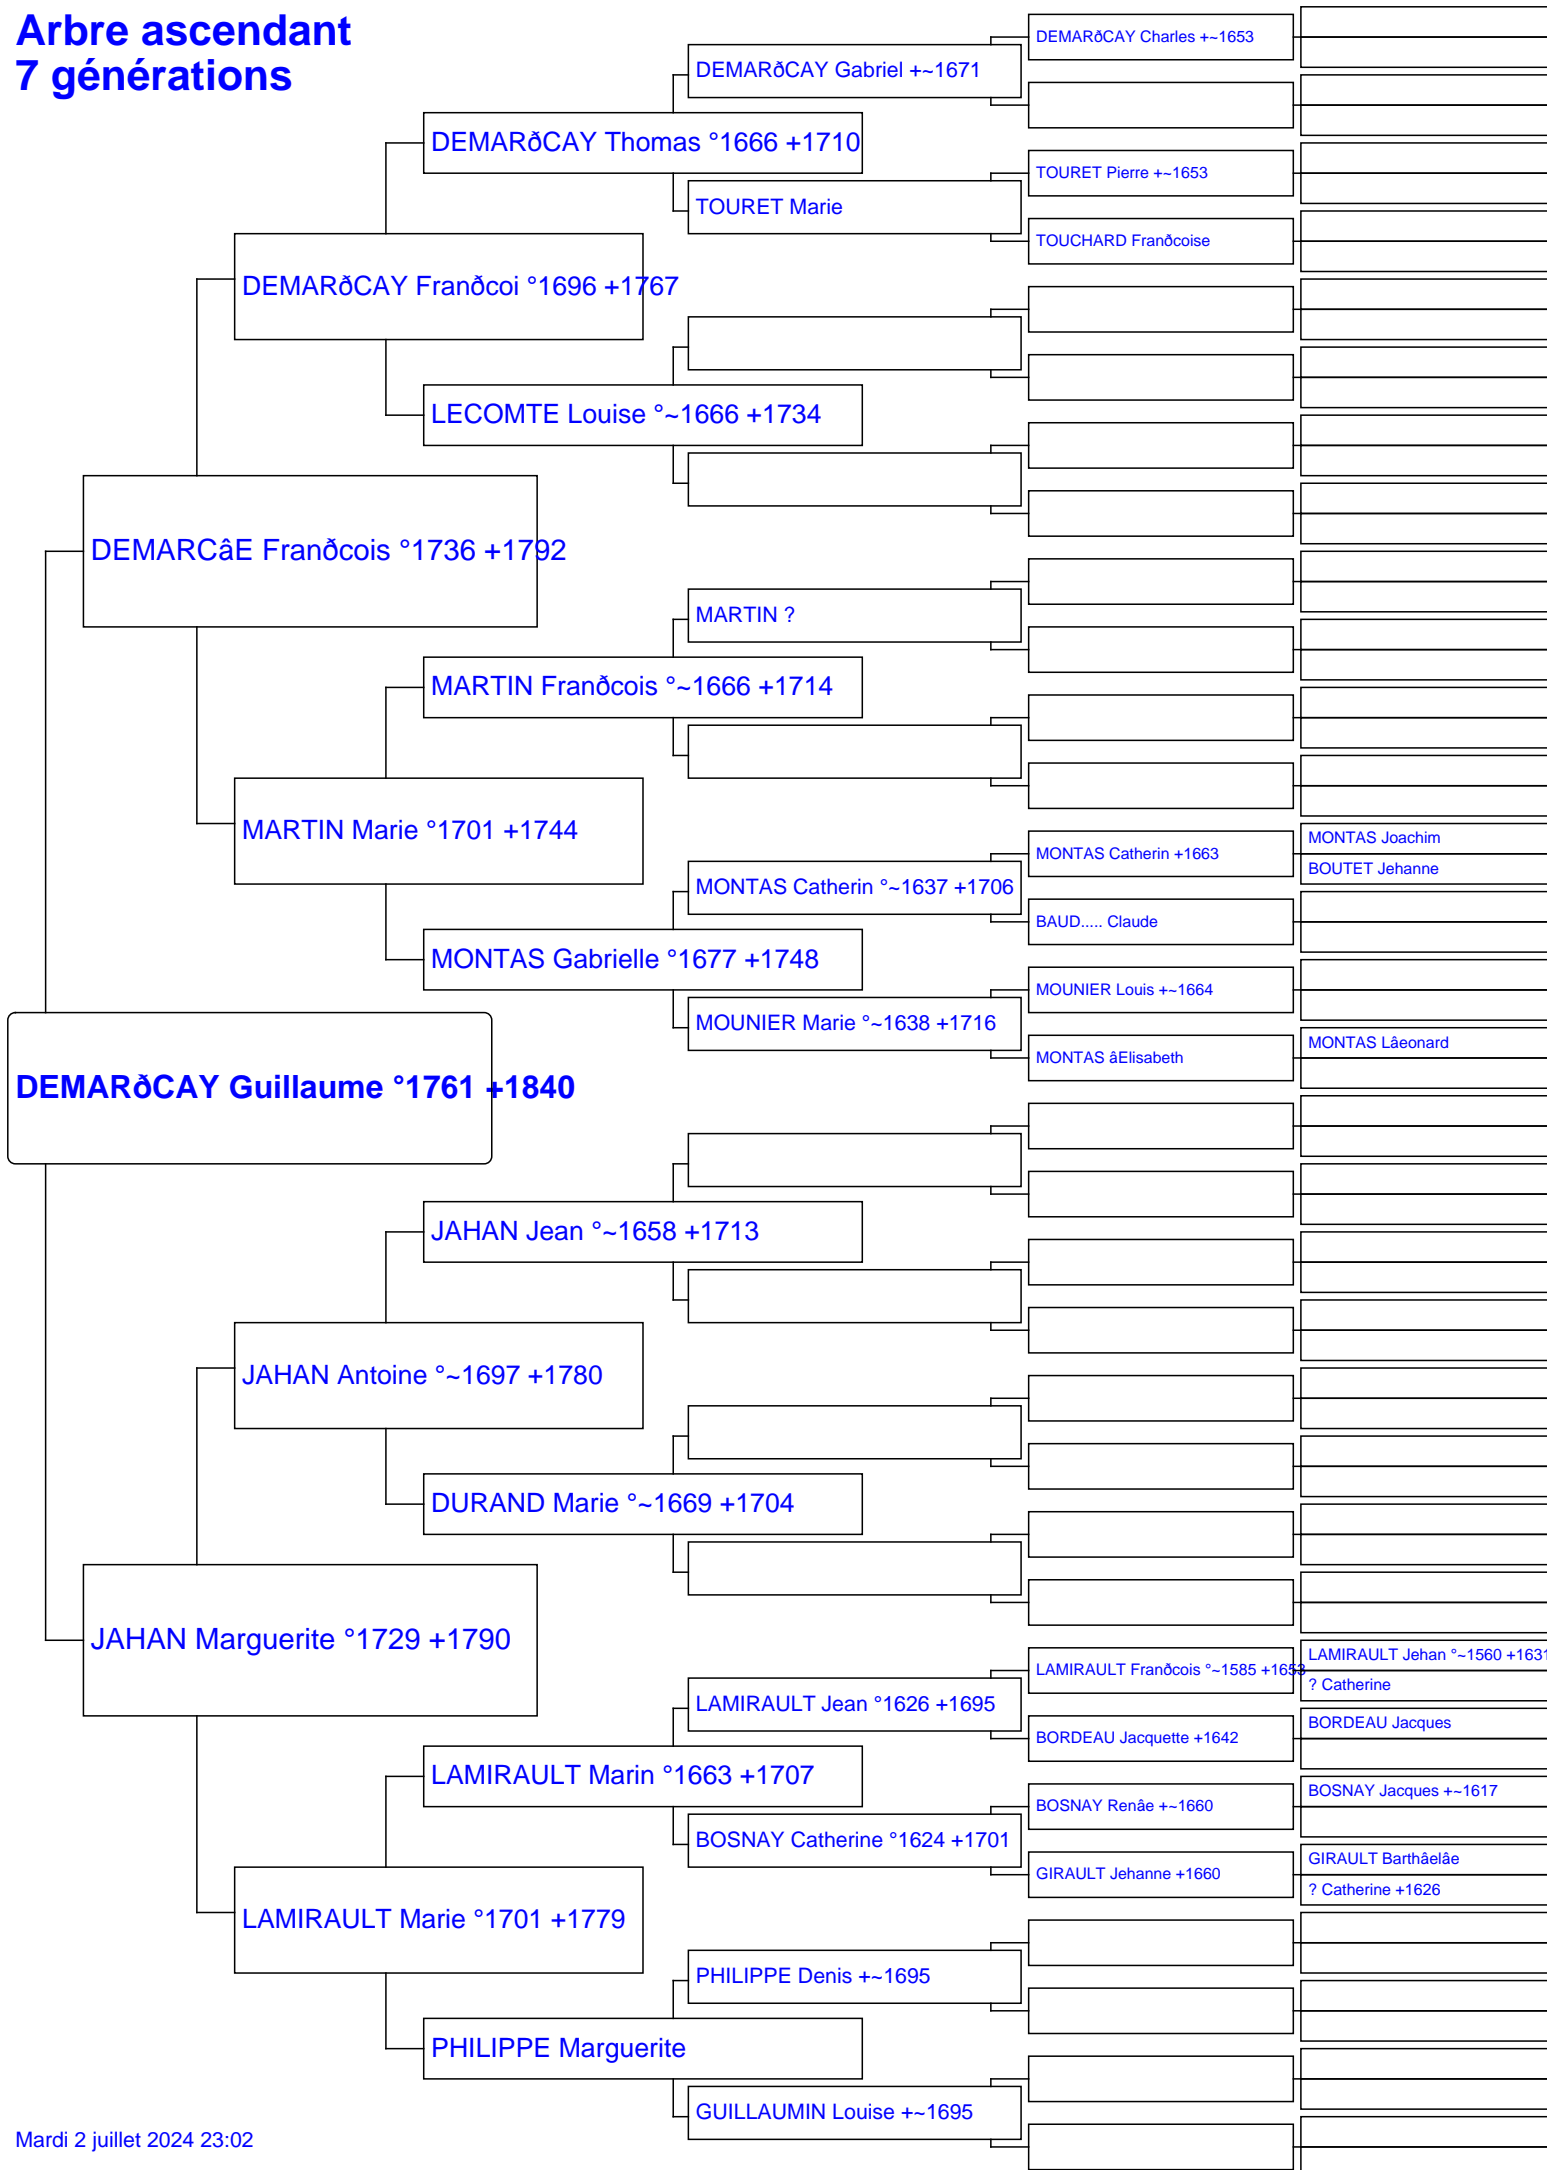 Arbre ascendant
7 générations
DEMARðCAY Charles +~1653
DEMARðCAY Gabriel +~1671
DEMARðCAY Thomas °1666 +1710
TOURET Pierre +~1653
TOURET Marie
TOUCHARD Franðcoise
DEMARðCAY Franðcoi °1696 +1767
LECOMTE Louise °~1666 +1734
DEMARCâE Franðcois °1736 +1792
MARTIN ?
MARTIN Franðcois °~1666 +1714
MARTIN Marie °1701 +1744
MONTAS Joachim
MONTAS Catherin +1663
BOUTET Jehanne
MONTAS Catherin °~1637 +1706
BAUD..... Claude
MONTAS Gabrielle °1677 +1748
MOUNIER Louis +~1664
MOUNIER Marie °~1638 +1716
MONTAS Lâeonard
MONTAS âElisabeth
DEMARðCAY Guillaume °1761 +1840
JAHAN Jean °~1658 +1713
JAHAN Antoine °~1697 +1780
DURAND Marie °~1669 +1704
JAHAN Marguerite °1729 +1790
LAMIRAULT Jehan °~1560 +1631
LAMIRAULT Franðcois °~1585 +1653
? Catherine
LAMIRAULT Jean °1626 +1695
BORDEAU Jacques
BORDEAU Jacquette +1642
LAMIRAULT Marin °1663 +1707
BOSNAY Jacques +~1617
BOSNAY Renâe +~1660
BOSNAY Catherine °1624 +1701
GIRAULT Barthâelâe
GIRAULT Jehanne +1660
? Catherine +1626
LAMIRAULT Marie °1701 +1779
PHILIPPE Denis +~1695
PHILIPPE Marguerite
GUILLAUMIN Louise +~1695
Mardi 2 juillet 2024 23:02